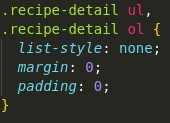 .recipe-detail ul,
.recipe-detail ol {
  list-style: none;
  margin: 0;
  padding: 0;
}